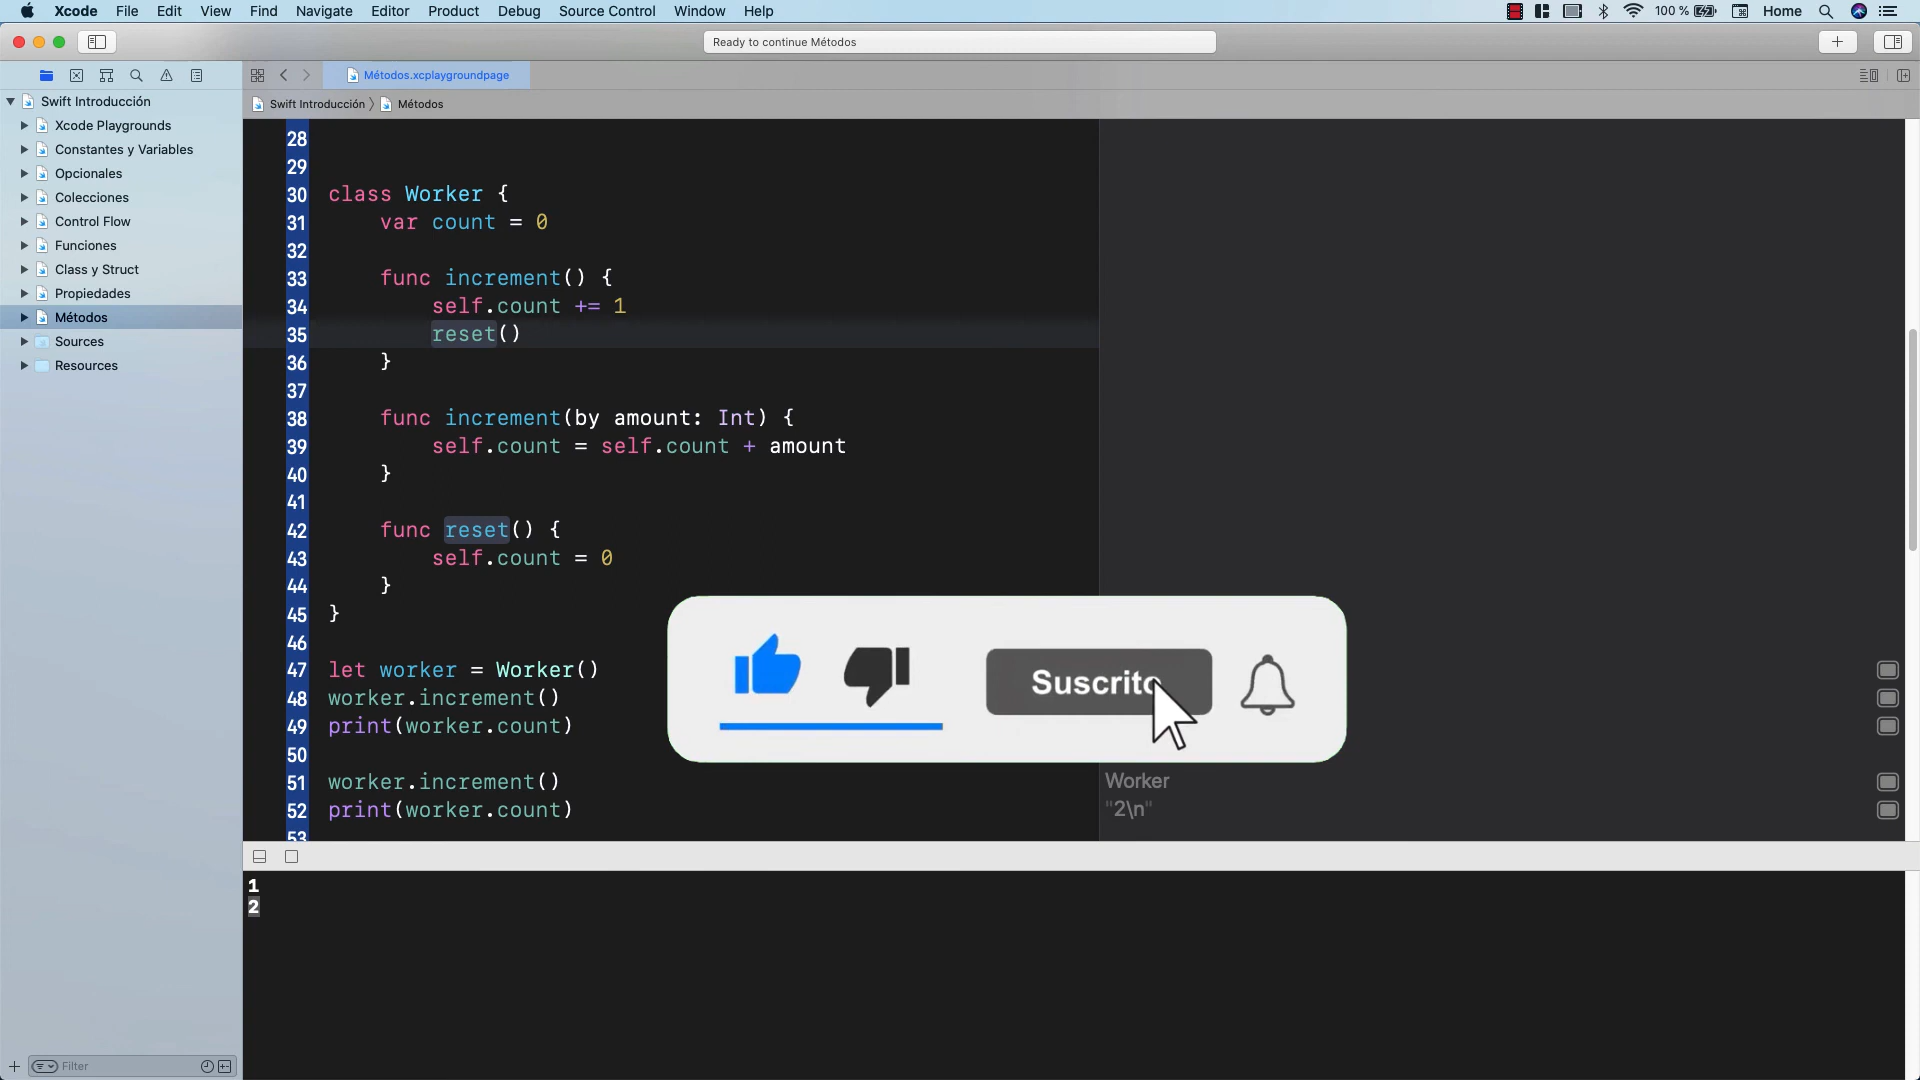 Xcode File Edit View Find Navigate Editor Product Debug Source Control Window Help 100 % Home
Ready to continue Métodos
Métodos.xcplaygroundpage
Swift Introducción
Swift Introducción 〉 Métodos
Xcode Playgrounds
Constantes y Variables
Opcionales
Colecciones
Control Flow
Funciones
Class y Struct
Propiedades
Métodos
Sources
Resources
28
29
30 class Worker {
31 var count = 0
32
33 func increment() {
34 self.count += 1
35 reset()
36 }
37
38 func increment(by amount: Int) {
39 self.count = self.count + amount
40 }
41
42 func reset() {
43 self.count = 0
44 }
45 }
46
47 let worker = Worker()
48 worker.increment()
49 print(worker.count)
50
51 worker.increment()
52 print(worker.count)
53
Suscrito
Worker
"2\n"
1
2
Filter